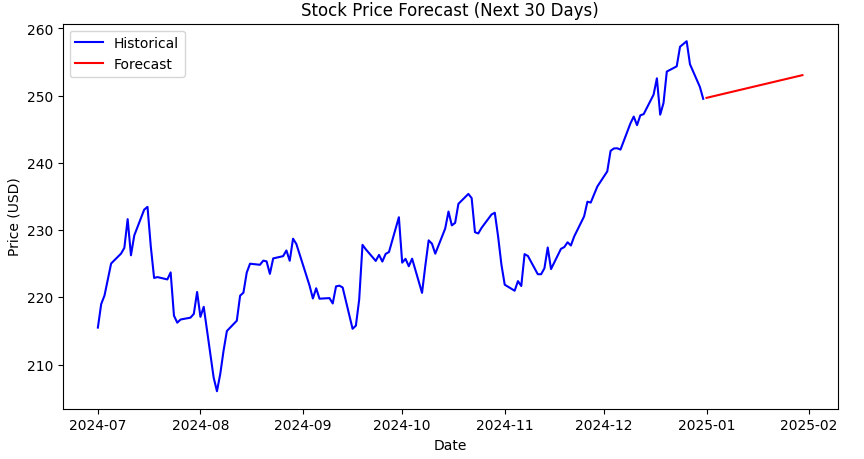 Stock Price Forecast (Next 30 Days)
Historical
Forecast
Price (USD)
260
250
240
230
220
210
2024-07 2024-08 2024-09 2024-10 2024-11 2024-12 2025-01 2025-02
Date